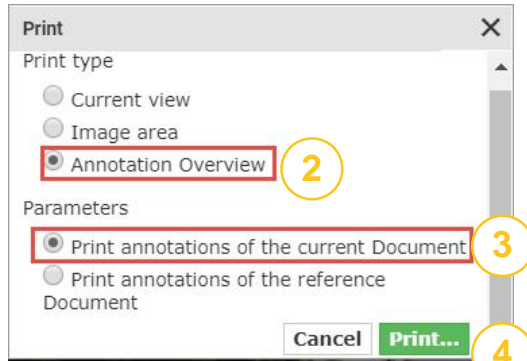 Print
Print type
Current view
Image area
Annotation Overview
2
Parameters
Print annotations of the current Document
3
Print annotations of the reference
Document
Cancel Print...
4